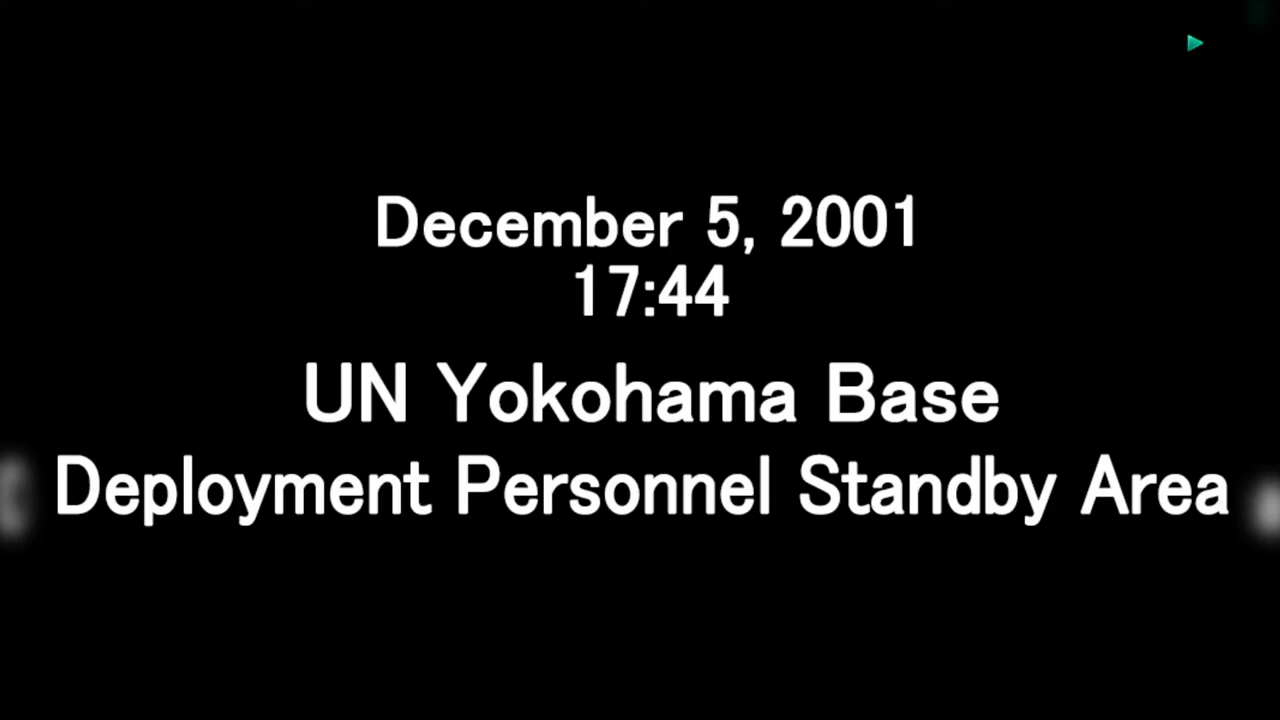 December 5, 2001
17:44
UN Yokohama Base
Deployment Personnel Standby Area